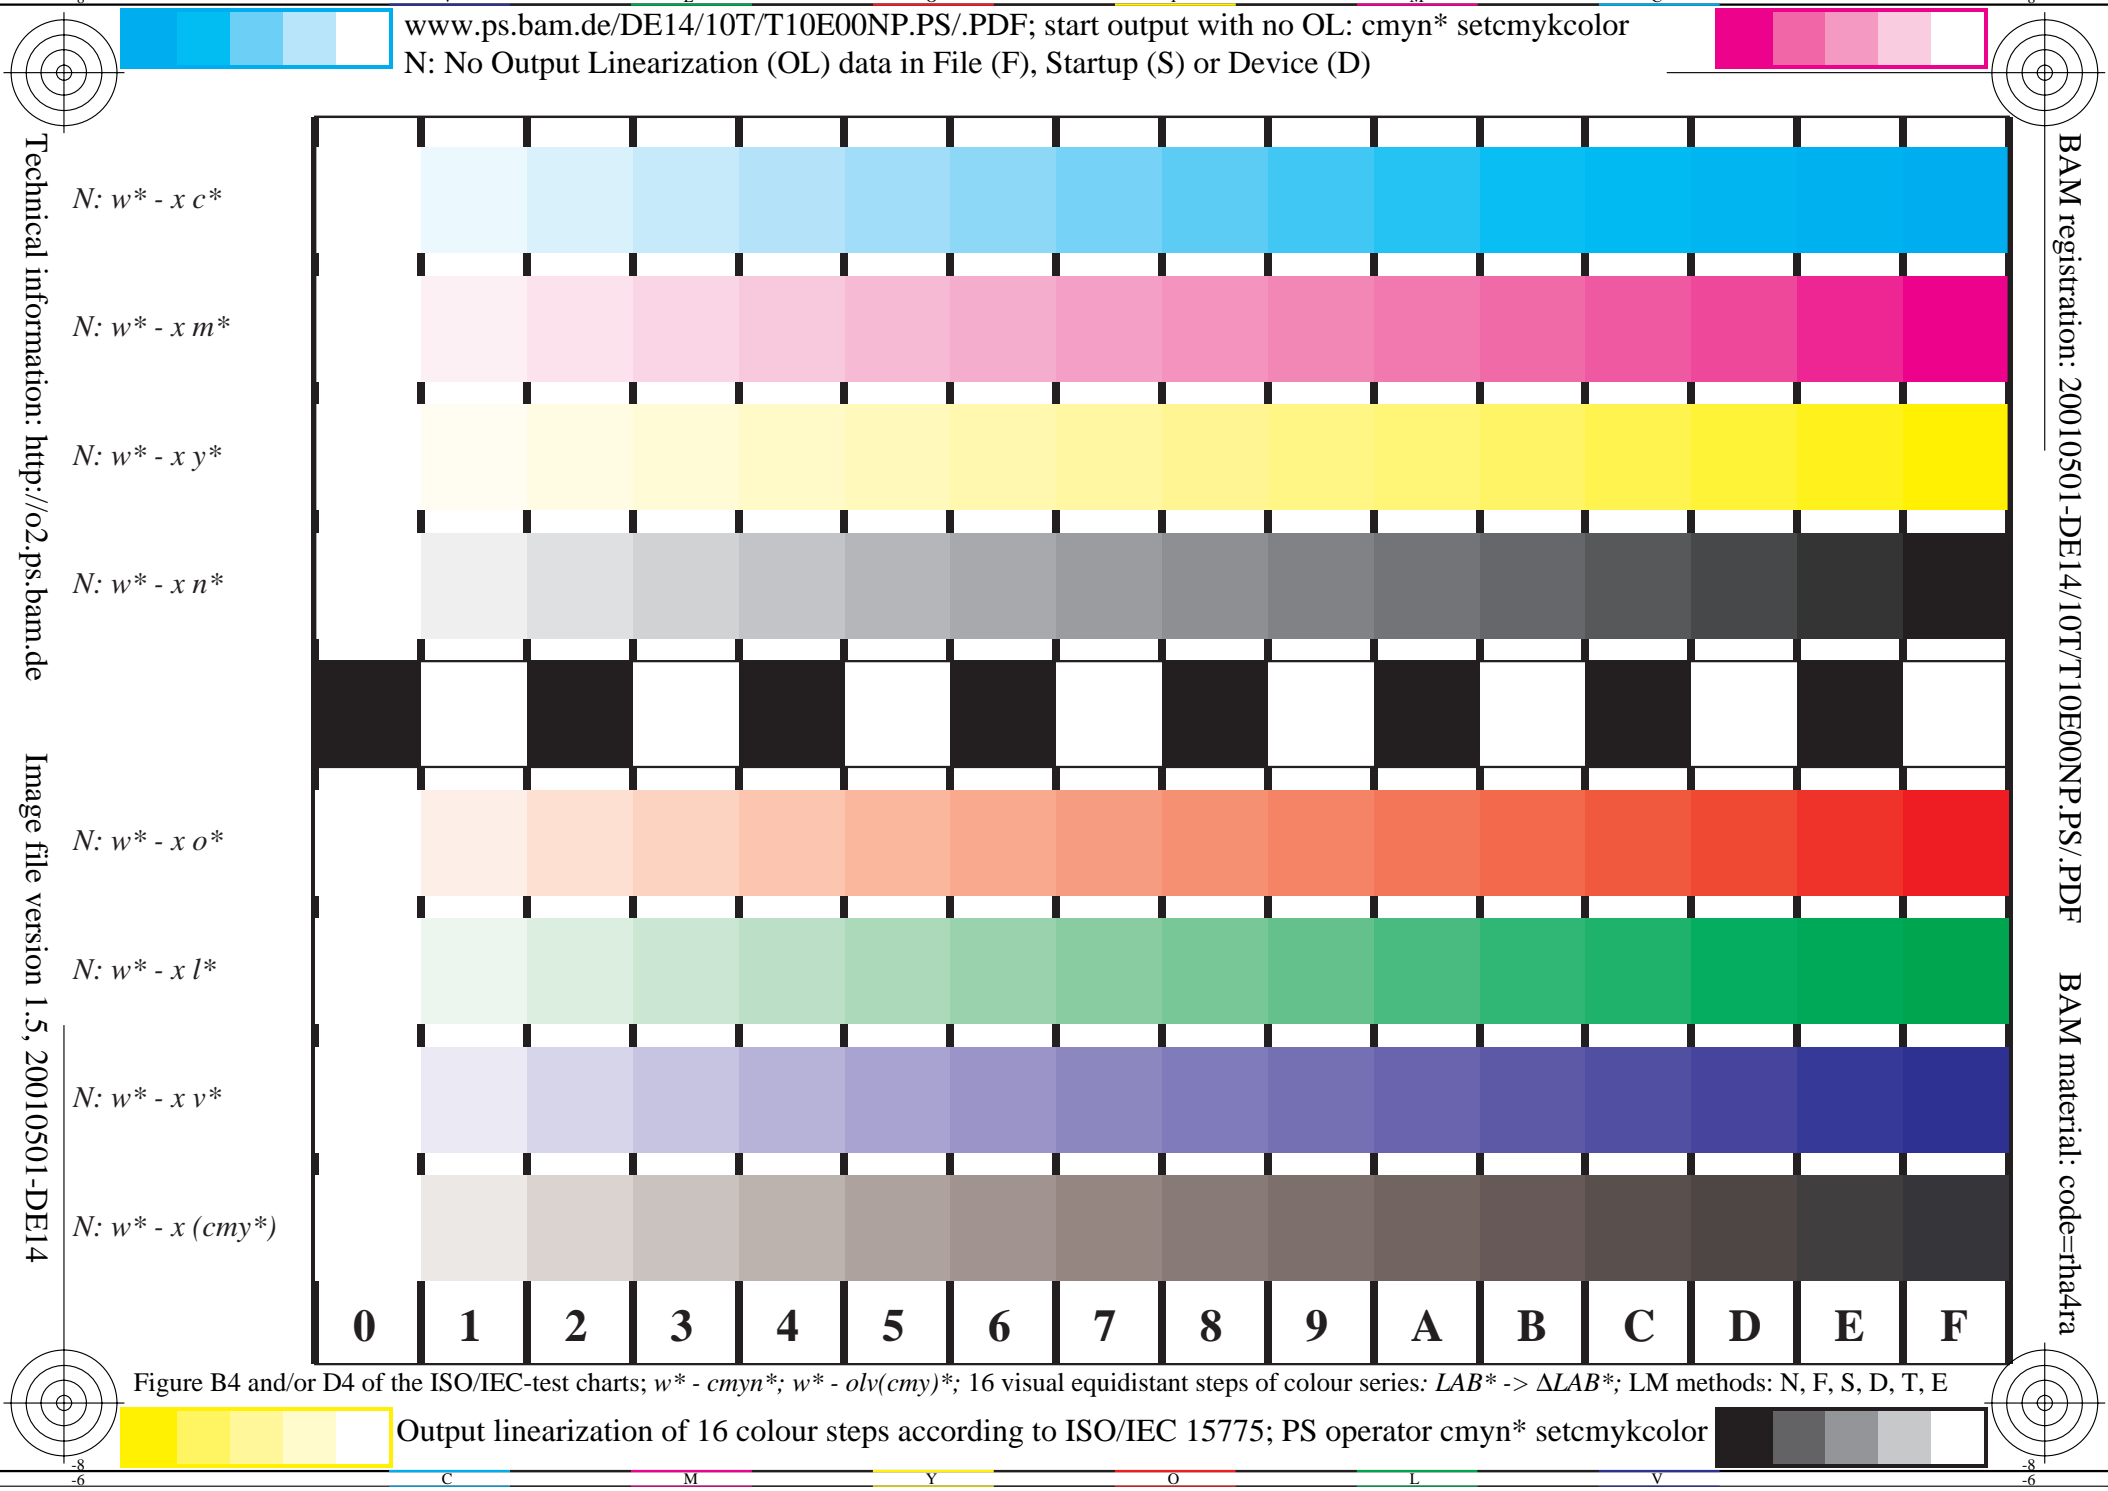 www.ps.bam.de/DE14/10T/T10E00NP.PS/.PDF; start output with no OL: cmyn* setcmykcolor
N: No Output Linearization (OL) data in File (F), Startup (S) or Device (D)
Technical information: http://o2.ps.bam.de
Image file version 1.5, 20010501-DE14
BAM registration: 20010501-DE14/10T/T10E00NP.PS/.PDF
BAM material: code=rha4ra
N: w* - x c*
N: w* - x m*
N: w* - x y*
N: w* - x n*
N: w* - x o*
N: w* - x l*
N: w* - x v*
N: w* - x (cmy*)
0 1 2 3 4 5 6 7 8 9 A B C D E F
Figure B4 and/or D4 of the ISO/IEC-test charts; w* - cmyn*; w* - olv(cmy)*; 16 visual equidistant steps of colour series: LAB* -> ΔLAB*; LM methods: N, F, S, D, T, E
Output linearization of 16 colour steps according to ISO/IEC 15775; PS operator cmyn* setcmykcolor
-8 -8
-6 C M Y O L V -6